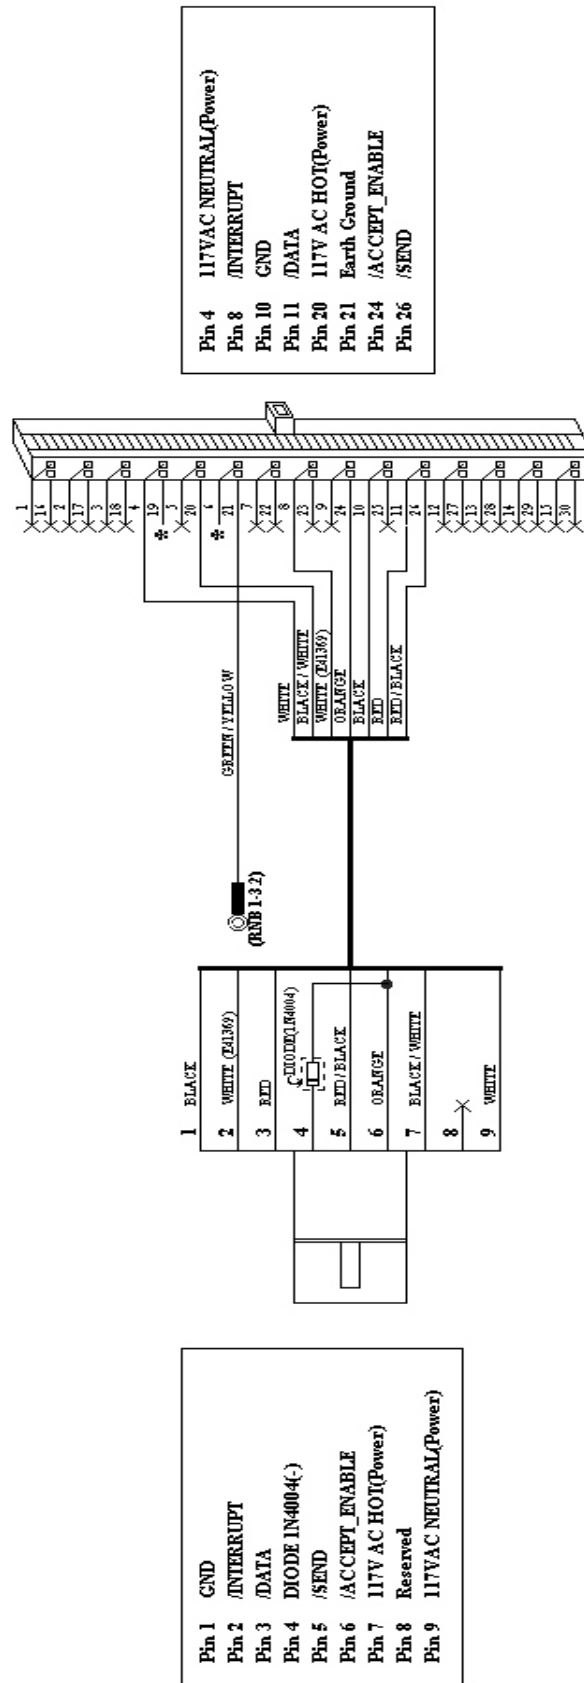 Pin 1 GND
Pin 2 /INTERRUPT
Pin 3 /DATA
Pin 4 DIODE 1N4004(-)
Pin 5 /SEND
Pin 6 /ACCEPT_ENABLE
Pin 7 117V AC HOT(Power)
Pin 8 Reserved
Pin 9 117VAC NEUTRAL(Power)
1 BLACK
2 WHITE (E41369)
3 RED
4 DIODE(1N4004)
5 RED/BLACK
6 ORANGE
7 BLACK / WHITE
8
9 WHITE
(RNB 1-3.2)
GREEN / YELLOW
WHITE
BLACK / WHITE
WHITE (E41369)
ORANGE
BLACK
RED
RED / BLACK
1
16
2
17
3
18
4
19
*
5
20
6
*
21
7
22
8
23
9
24
10
25
11
26
12
27
13
28
14
29
15
30
Pin 4 117VAC NEUTRAL(Power)
Pin 8 /INTERRUPT
Pin 10 GND
Pin 11 /DATA
Pin 20 117V AC HOT(Power)
Pin 21 Earth Ground
Pin 24 /ACCEPT_ENABLE
Pin 26 /SEND